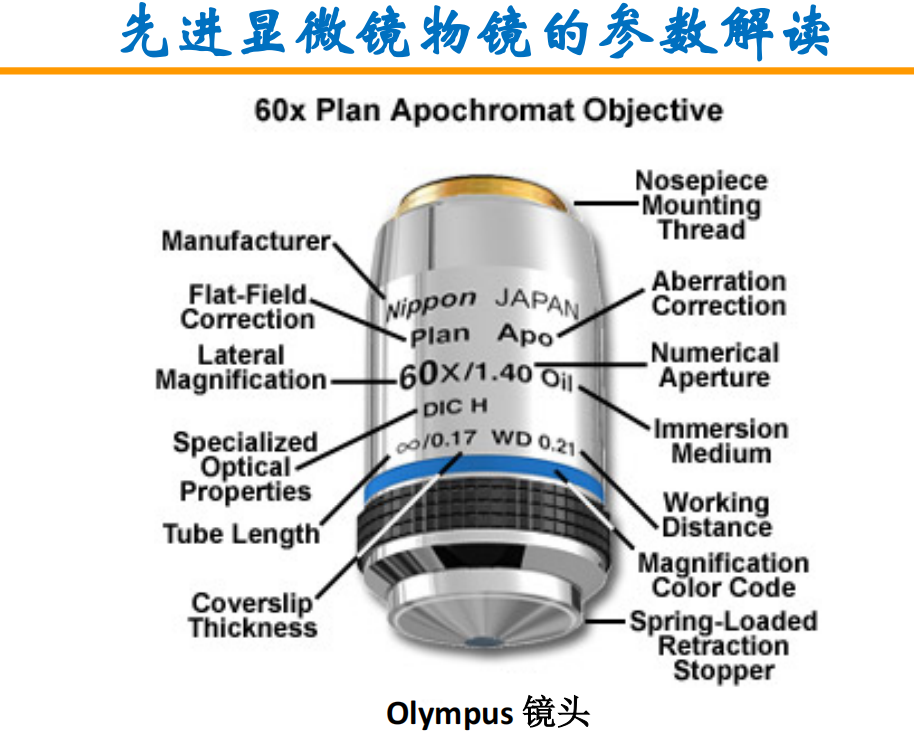 先进显微镜物镜的参数解读
60x Plan Apochromat Objective
Nosepiece
Mounting
Thread
Manufacturer
Aberration
Correction
Flat-Field
Correction
Nippon JAPAN
Plan Apo
Lateral
Magnification
60X/1.40 Oil
Numerical
Aperture
DIC H
∞/0.17 WD 0.21
Immersion
Medium
Specialized
Optical
Properties
Working
Distance
Tube Length
Magnification
Color Code
Coverslip
Thickness
Spring-Loaded
Retraction
Stopper
Olympus 镜头